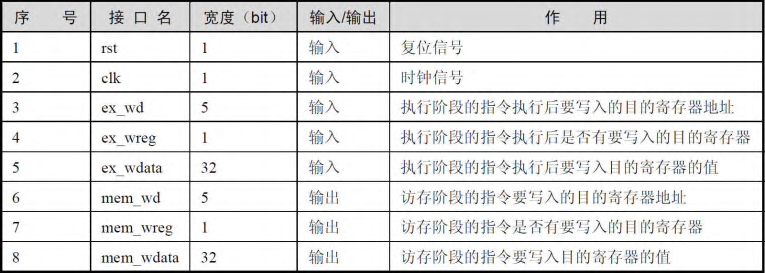 序 号 接 口 名 宽度（bit） 输入/输出 作 用
1 rst 1 输入 复位信号
2 clk 1 输入 时钟信号
3 ex_wd 5 输入 执行阶段的指令执行后要写入的目的寄存器地址
4 ex_wreg 1 输入 执行阶段的指令执行后是否有要写入的目的寄存器
5 ex_wdata 32 输入 执行阶段的指令执行后要写入目的寄存器的值
6 mem_wd 5 输出 访存阶段的指令要写入的目的寄存器地址
7 mem_wreg 1 输出 访存阶段的指令是否有要写入的目的寄存器
8 mem_wdata 32 输出 访存阶段的指令要写入目的寄存器的值